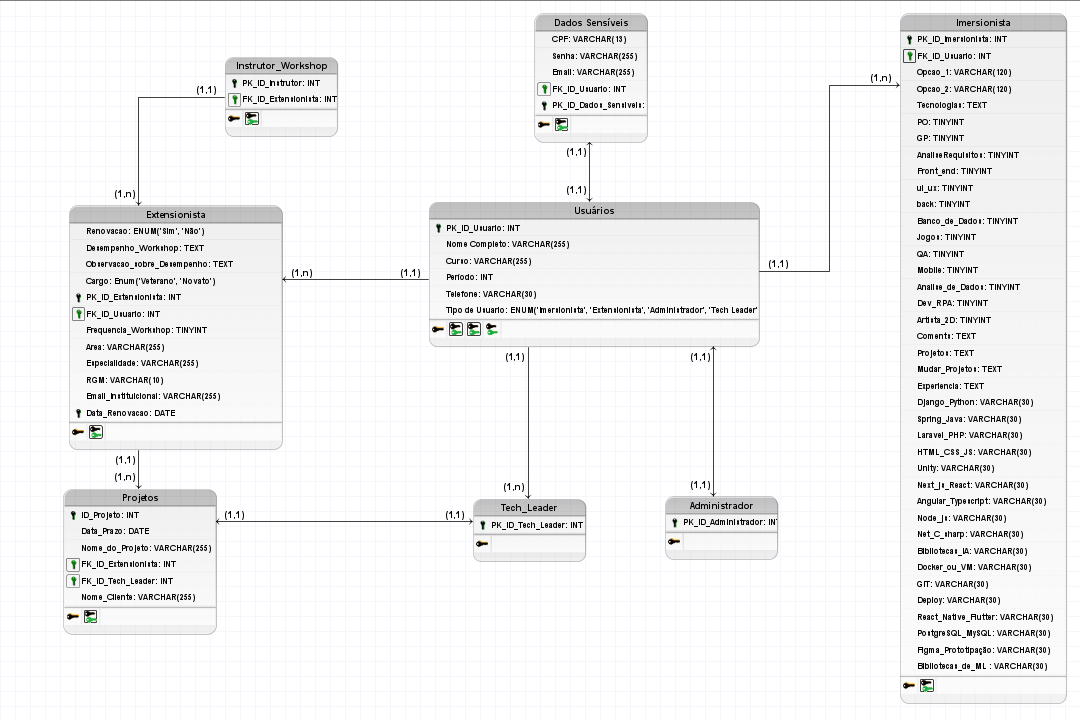 Instrutor_Workshop
PK_ID_Instrutor: INT
FK_ID_Extensionista: INT
(1,1)
(1,n)
Dados Sensíveis
CPF: VARCHAR(13)
Senha: VARCHAR(255)
Email: VARCHAR(255)
FK_ID_Usuario: INT
PK_ID_Dados_Sensiveis:
(1,1)
(1,1)
Extensionista
Renovacao: ENUM('Sim', 'Não')
Desempenho_Workshop: TEXT
Observacao_sobre_Desempenho: TEXT
Cargo: Enum('Veterano', 'Novato')
PK_ID_Extensionista: INT
FK_ID_Usuario: INT
Frequencia_Workshop: TINYINT
Area: VARCHAR(255)
Especialidade: VARCHAR(255)
RGM: VARCHAR(10)
Email_Instituicional: VARCHAR(255)
Data_Renovacao: DATE
(1,n)
(1,1)
Usuários
PK_ID_Usuario: INT
Nome Completo: VARCHAR(255)
Curso: VARCHAR(255)
Período: INT
Telefone: VARCHAR(30)
Tipo de Usuario: ENUM('Imersionista', 'Extensionista', 'Administrador', 'Tech Leader'
(1,1)
(1,n)
(1,1)
(1,n)
(1,1)
(1,1)
(1,1)
(1,n)
Projetos
ID_Projeto: INT
Data_Prazo: DATE
Nome_do_Projeto: VARCHAR(255)
FK_ID_Extensionista: INT
FK_ID_Tech_Leader: INT
Nome_Cliente: VARCHAR(255)
(1,1)
(1,1)
Tech_Leader
PK_ID_Tech_Leader: INT
Administrador
PK_ID_Administrador: INT
Imersionista
PK_ID_Imersionista: INT
FK_ID_Usuario: INT
Opcao_1: VARCHAR(120)
Opcao_2: VARCHAR(120)
Tecnologias: TEXT
PO: TINYINT
GP: TINYINT
AnaliseRequisitos: TINYINT
Front_end: TINYINT
ui_ux: TINYINT
back: TINYINT
Banco_de_Dados: TINYINT
Jogos: TINYINT
QA: TINYINT
Mobile: TINYINT
Analise_de_Dados: TINYINT
Dev_RPA: TINYINT
Artista_2D: TINYINT
Coments: TEXT
Projetos: TEXT
Mudar_Projetos: TEXT
Experiencia: TEXT
Django_Python: VARCHAR(30)
Spring_Java: VARCHAR(30)
Laravel_PHP: VARCHAR(30)
HTML_CSS_JS: VARCHAR(30)
Unity: VARCHAR(30)
Next_js_React: VARCHAR(30)
Angular_Typescript: VARCHAR(30)
Node_js: VARCHAR(30)
Net_C_sharp: VARCHAR(30)
Bibliotecas_IA: VARCHAR(30)
Docker_ou_VM: VARCHAR(30)
GIT: VARCHAR(30)
Deploy: VARCHAR(30)
React_Native_Flutter: VARCHAR(30)
PostgreSQL_MySQL: VARCHAR(30)
Figma_Prototipação: VARCHAR(30)
Bibliotecas_de_ML : VARCHAR(30)